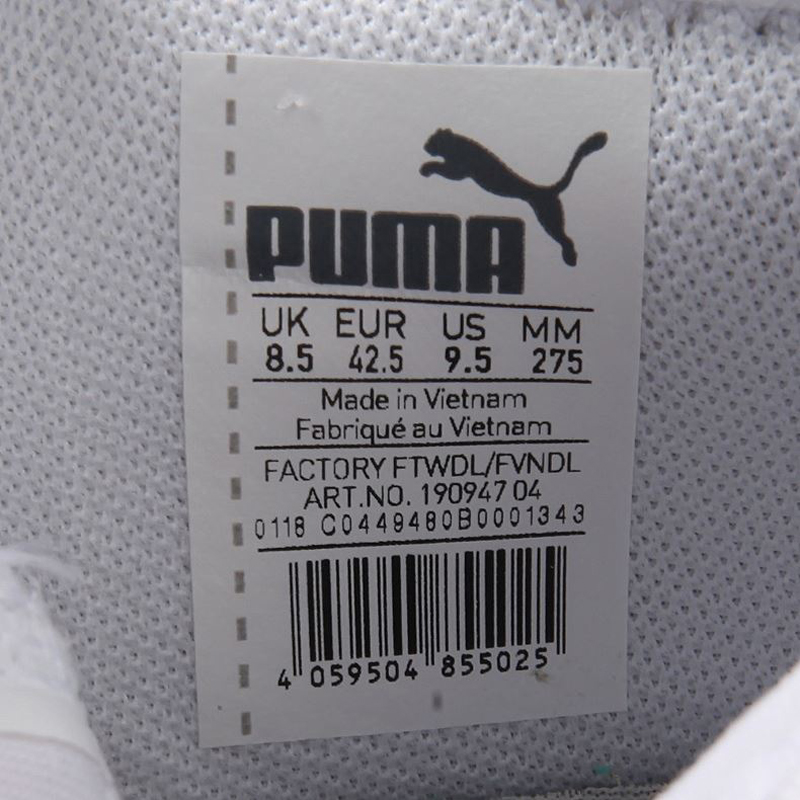 PUMA
UK EUR US MM
8.5 42.5 9.5 275
Made in Vietnam
Fabriqué au Vietnam
FACTORY FTWDL/FVNDL
ART.NO. 190947 04
0118 C0449480B0001343
4 059504 855025